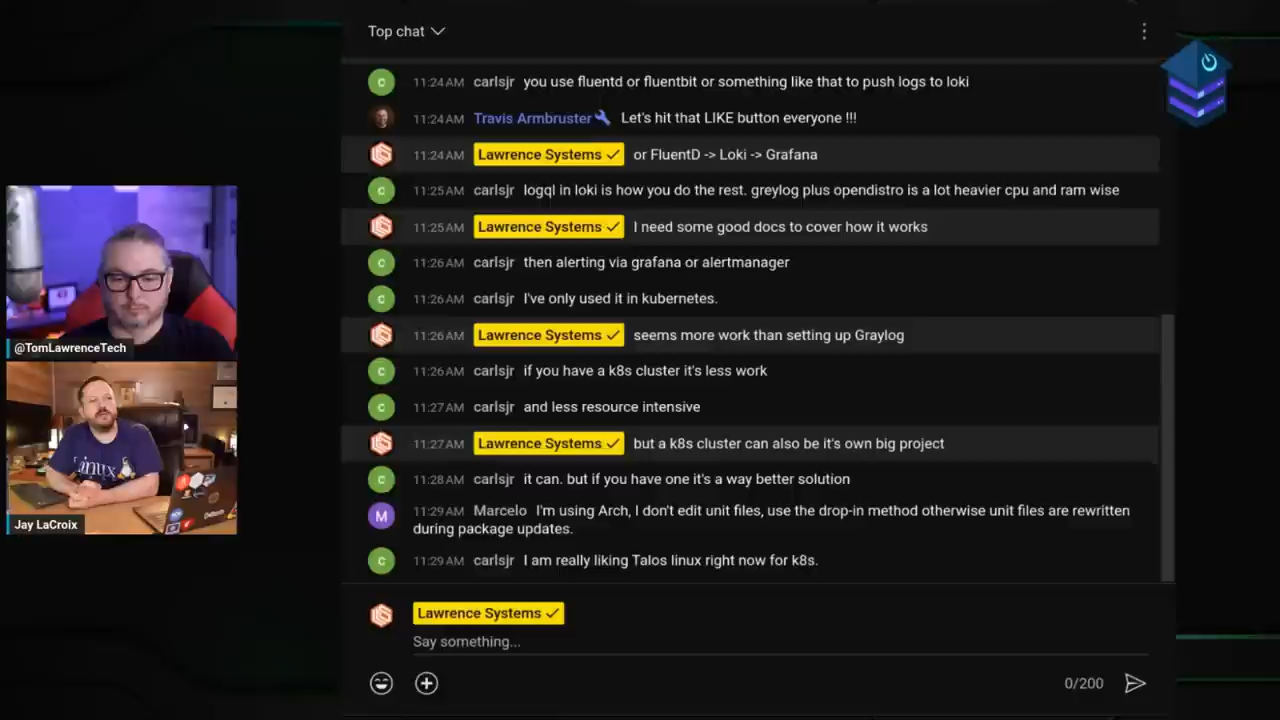 Top chat
11:24 AM carlsjr you use fluentd or fluentbit or something like that to push logs to loki
11:24 AM Travis Armbruster Let's hit that LIKE button everyone !!!
11:24 AM Lawrence Systems or FluentD -> Loki -> Grafana
11:25 AM carlsjr logql in loki is how you do the rest. greylog plus opendistro is a lot heavier cpu and ram wise
11:25 AM Lawrence Systems I need some good docs to cover how it works
11:26 AM carlsjr then alerting via grafana or alertmanager
11:26 AM carlsjr I've only used it in kubernetes.
11:26 AM Lawrence Systems seems more work than setting up Graylog
11:26 AM carlsjr if you have a k8s cluster it's less work
11:27 AM carlsjr and less resource intensive
11:27 AM Lawrence Systems but a k8s cluster can also be it's own big project
11:28 AM carlsjr it can. but if you have one it's a way better solution
M 11:29 AM Marcelo I'm using Arch, I don't edit unit files, use the drop-in method otherwise unit files are rewritten
during package updates.
11:29 AM carlsjr I am really liking Talos linux right now for k8s.
Lawrence Systems
Say something...
0/200
@TomLawrenceTech
Linux
Jay LaCroix